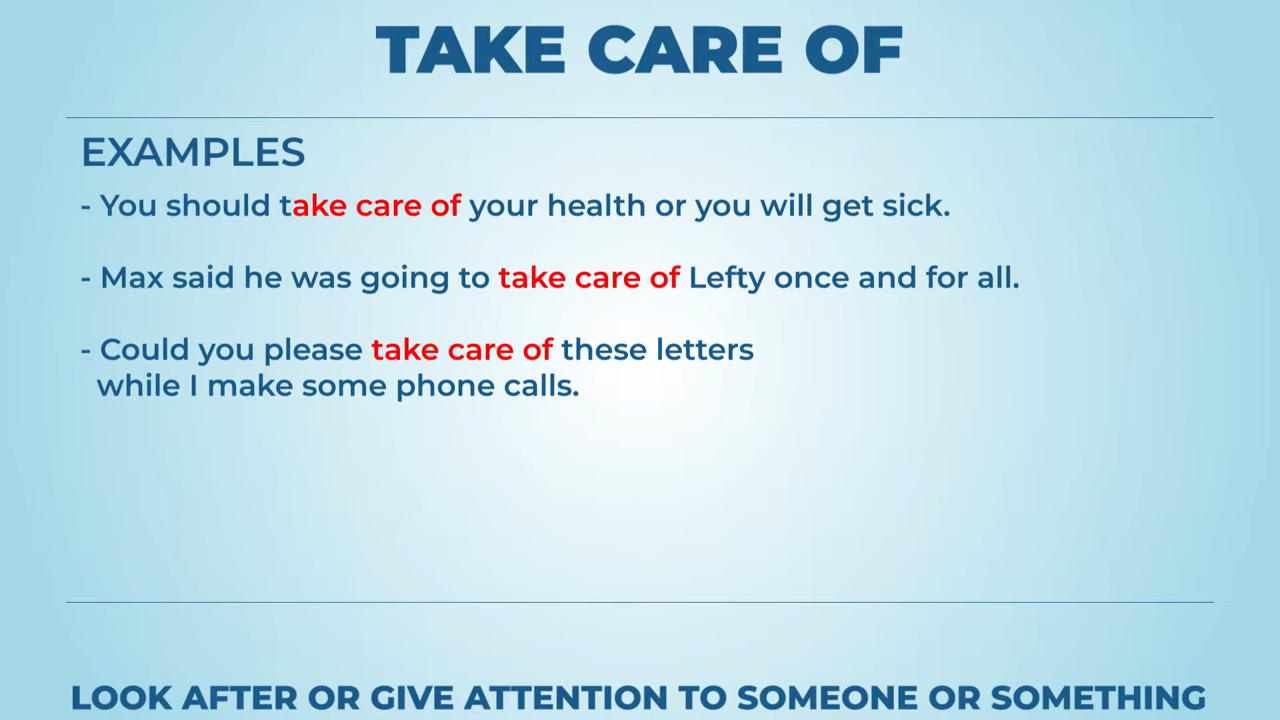 TAKE CARE OF
EXAMPLES
- You should take care of your health or you will get sick.
- Max said he was going to take care of Lefty once and for all.
- Could you please take care of these letters
while I make some phone calls.
LOOK AFTER OR GIVE ATTENTION TO SOMEONE OR SOMETHING